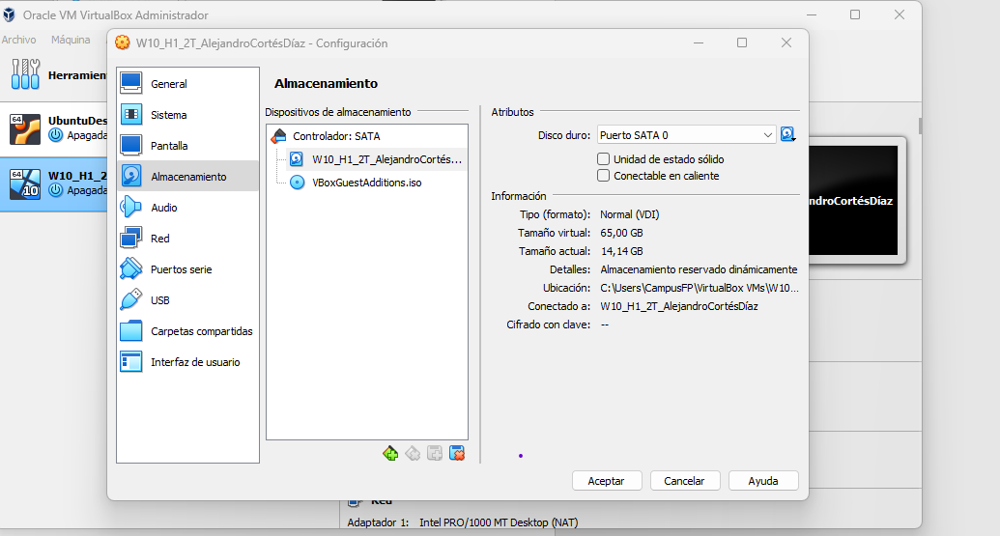 Oracle VM VirtualBox Administrador
Archivo Máquina
W10_H1_2T_AlejandroCortésDíaz - Configuración
Herramien
64
UbuntuDes
Apagada
64
10
W10_H1_2
Apagada
General
Sistema
Pantalla
Almacenamiento
Audio
Red
Puertos serie
USB
Carpetas compartidas
Interfaz de usuario
Almacenamiento
Dispositivos de almacenamiento
Controlador: SATA
W10_H1_2T_AlejandroCortés...
VBoxGuestAdditions.iso
Atributos
Disco duro: Puerto SATA 0
Unidad de estado sólido
Conectable en caliente
Información
Tipo (formato): Normal (VDI)
Tamaño virtual: 65,00 GB
Tamaño actual: 14,14 GB
Detalles: Almacenamiento reservado dinámicamente
Ubicación: C:\Users\CampusFP\VirtualBox VMs\W10...
Conectado a: W10_H1_2T_AlejandroCortésDíaz
Cifrado con clave: --
Aceptar Cancelar Ayuda
ndroCortésDíaz
Red
Adaptador 1: Intel PRO/1000 MT Desktop (NAT)